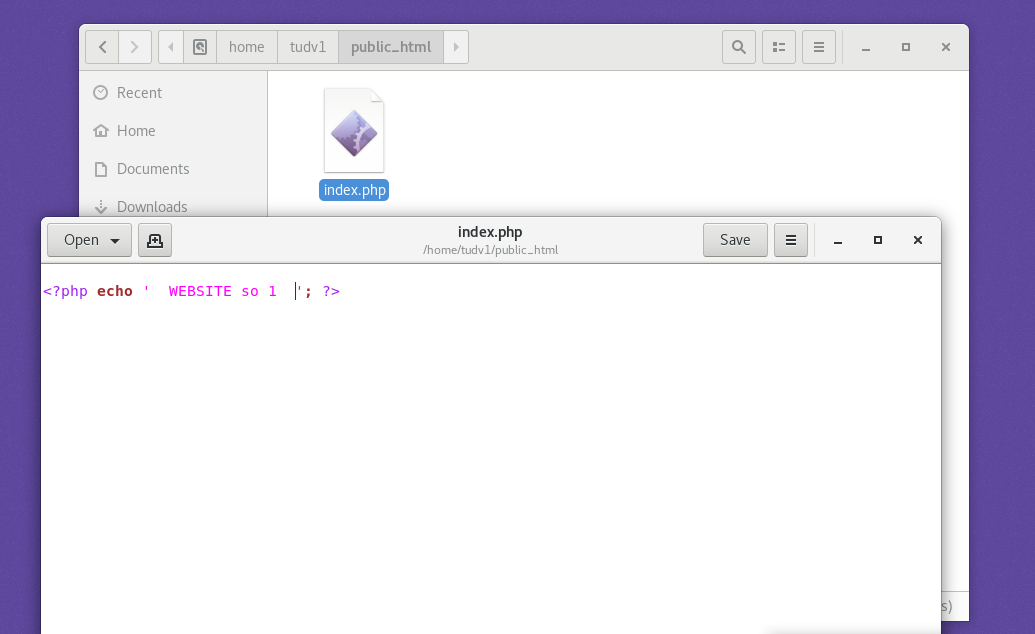 home tudv1 public_html
Recent
Home
Documents
Downloads
index.php
Open
index.php
/home/tudv1/public_html
Save
<?php echo '  WEBSITE so 1  '; ?>
s)